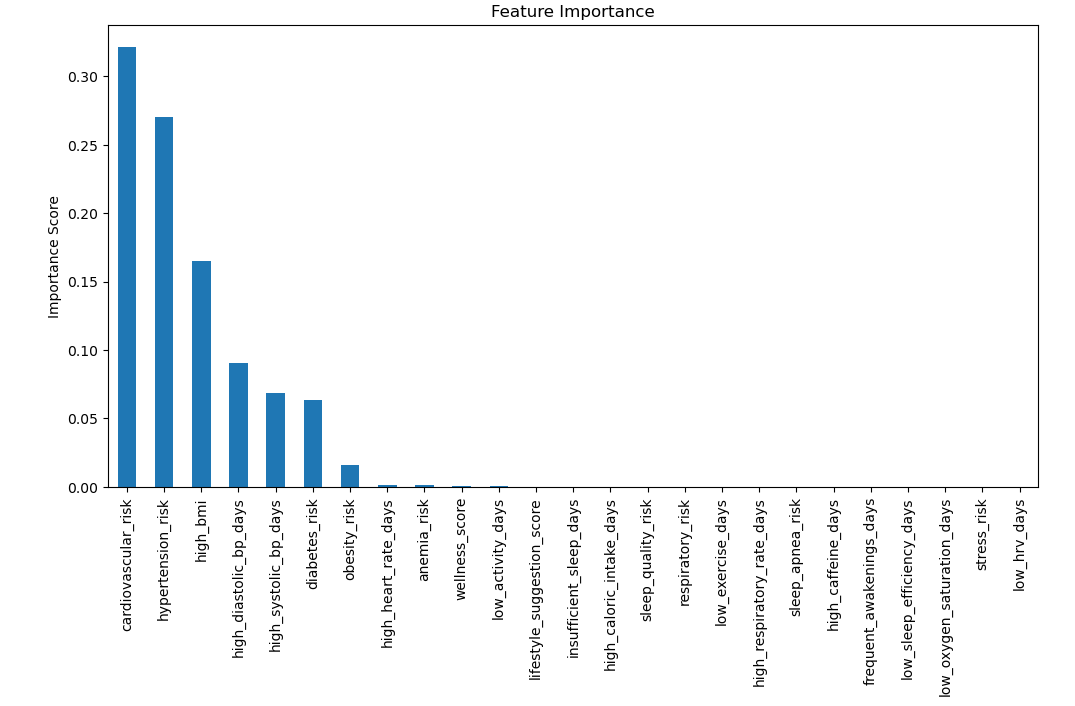 Feature Importance
Importance Score
0.30
0.25
0.20
0.15
0.10
0.05
0.00
cardiovascular_risk
hypertension_risk
high_bmi
high_diastolic_bp_days
high_systolic_bp_days
diabetes_risk
obesity_risk
high_heart_rate_days
anemia_risk
wellness_score
low_activity_days
lifestyle_suggestion_score
insufficient_sleep_days
high_caloric_intake_days
sleep_quality_risk
respiratory_risk
low_exercise_days
high_respiratory_rate_days
sleep_apnea_risk
high_caffeine_days
frequent_awakenings_days
low_sleep_efficiency_days
low_oxygen_saturation_days
stress_risk
low_hrv_days